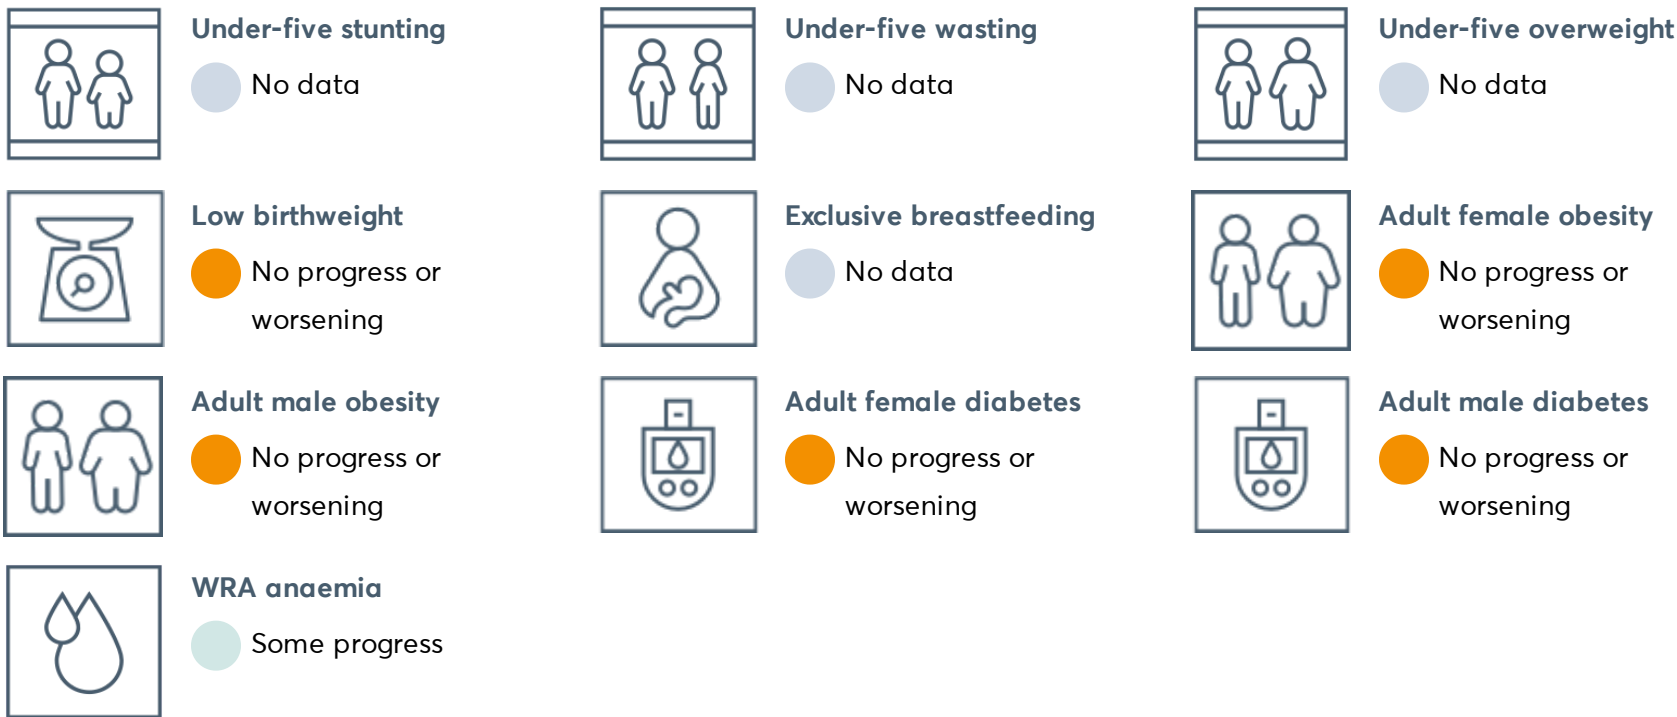 Under-five stunting
No data
Under-five wasting
No data
Under-five overweight
No data
Low birthweight
No progress or
worsening
Exclusive breastfeeding
No data
Adult female obesity
No progress or
worsening
Adult male obesity
No progress or
worsening
Adult female diabetes
No progress or
worsening
Adult male diabetes
No progress or
worsening
WRA anaemia
Some progress